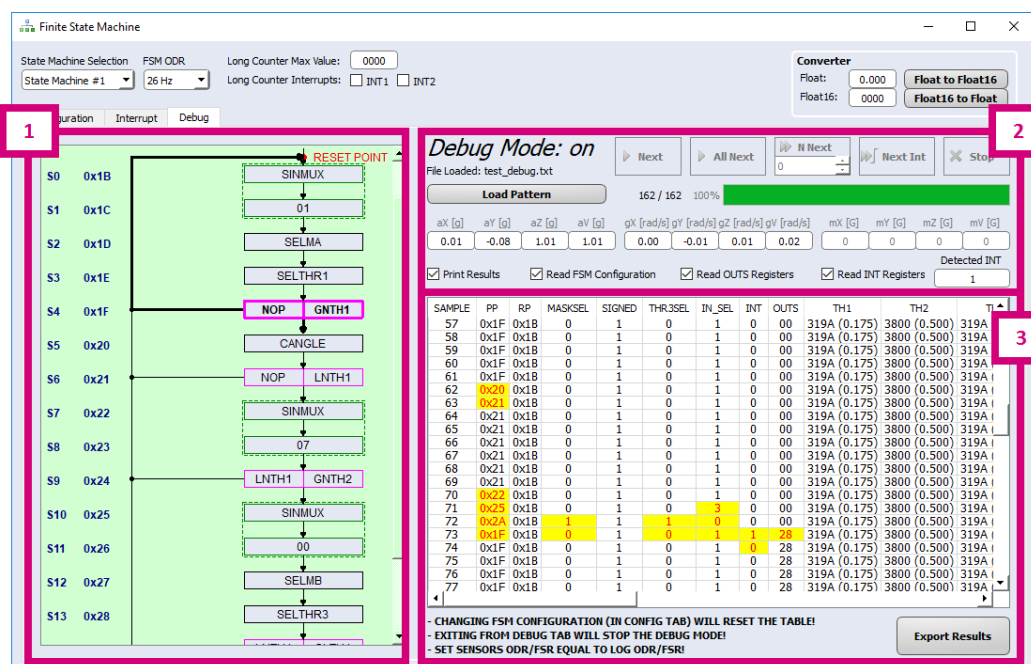 Finite State Machine
State Machine Selection FSM ODR Long Counter Max Value: 0000
State Machine #1 26 Hz Long Counter Interrupts: INT1 INT2
Converter
Float: 0.000 Float to Float16
Float16: 0000 Float16 to Float
Interrupt Debug
1
RESET POINT
S0 0x1B SINMUX
S1 0x1C 01
S2 0x1D SELMA
S3 0x1E SELTHR1
S4 0x1F NOP GNTH1
S5 0x20 CANGLE
S6 0x21 NOP LNTH1
S7 0x22 SINMUX
S8 0x23 07
S9 0x24 LNTH1 GNTH2
S10 0x25 SINMUX
S11 0x26 00
S12 0x27 SELMB
S13 0x28 SELTHR3
2
Debug Mode: on Next All Next N Next Next Int Stop
0
File Loaded: test_debug.txt
Load Pattern 162 / 162 100%
aX [g] aY [g] aZ [g] aV [g] gX [rad/s] gY [rad/s] gZ [rad/s] gV [rad/s] mX [G] mY [G] mZ [G] mV [G]
0.01 -0.08 1.01 1.01 0.00 -0.01 0.01 0.02 0 0 0 0
Detected INT
Print Results Read FSM Configuration Read OUTS Registers Read INT Registers 1
3
SAMPLE PP RP MASKSEL SIGNED THR3SEL IN_SEL INT OUTS TH1 TH2
57 0x1F 0x1B 0 1 0 1 0 00 319A (0.175) 3800 (0.500) 319A
58 0x1F 0x1B 0 1 0 1 0 00 319A (0.175) 3800 (0.500) 319A
59 0x1F 0x1B 0 1 0 1 0 00 319A (0.175) 3800 (0.500) 319A
60 0x1F 0x1B 0 1 0 1 0 00 319A (0.175) 3800 (0.500) 319A
61 0x1F 0x1B 0 1 0 1 0 00 319A (0.175) 3800 (0.500) 319A
62 0x20 0x1B 0 1 0 1 0 00 319A (0.175) 3800 (0.500) 319A
63 0x21 0x1B 0 1 0 1 0 00 319A (0.175) 3800 (0.500) 319A
64 0x21 0x1B 0 1 0 1 0 00 319A (0.175) 3800 (0.500) 319A
65 0x21 0x1B 0 1 0 1 0 00 319A (0.175) 3800 (0.500) 319A
66 0x21 0x1B 0 1 0 1 0 00 319A (0.175) 3800 (0.500) 319A
67 0x21 0x1B 0 1 0 1 0 00 319A (0.175) 3800 (0.500) 319A
68 0x21 0x1B 0 1 0 1 0 00 319A (0.175) 3800 (0.500) 319A
69 0x21 0x1B 0 1 0 1 0 00 319A (0.175) 3800 (0.500) 319A
70 0x22 0x1B 0 1 0 1 0 00 319A (0.175) 3800 (0.500) 319A
71 0x25 0x1B 0 1 0 3 0 00 319A (0.175) 3800 (0.500) 319A
72 0x2A 0x1B 1 1 1 0 0 00 319A (0.175) 3800 (0.500) 319A
73 0x1F 0x1B 0 1 0 1 1 28 319A (0.175) 3800 (0.500) 319A
74 0x1F 0x1B 0 1 0 1 0 28 319A (0.175) 3800 (0.500) 319A
75 0x1F 0x1B 0 1 0 1 0 28 319A (0.175) 3800 (0.500) 319A
76 0x1F 0x1B 0 1 0 1 0 28 319A (0.175) 3800 (0.500) 319A
77 0x1F 0x1B 0 1 0 1 0 28 319A (0.175) 3800 (0.500) 319A
- CHANGING FSM CONFIGURATION (IN CONFIG TAB) WILL RESET THE TABLE!
- EXITING FROM DEBUG TAB WILL STOP THE DEBUG MODE!
- SET SENSORS ODR/FSR EQUAL TO LOG ODR/FSR!
Export Results